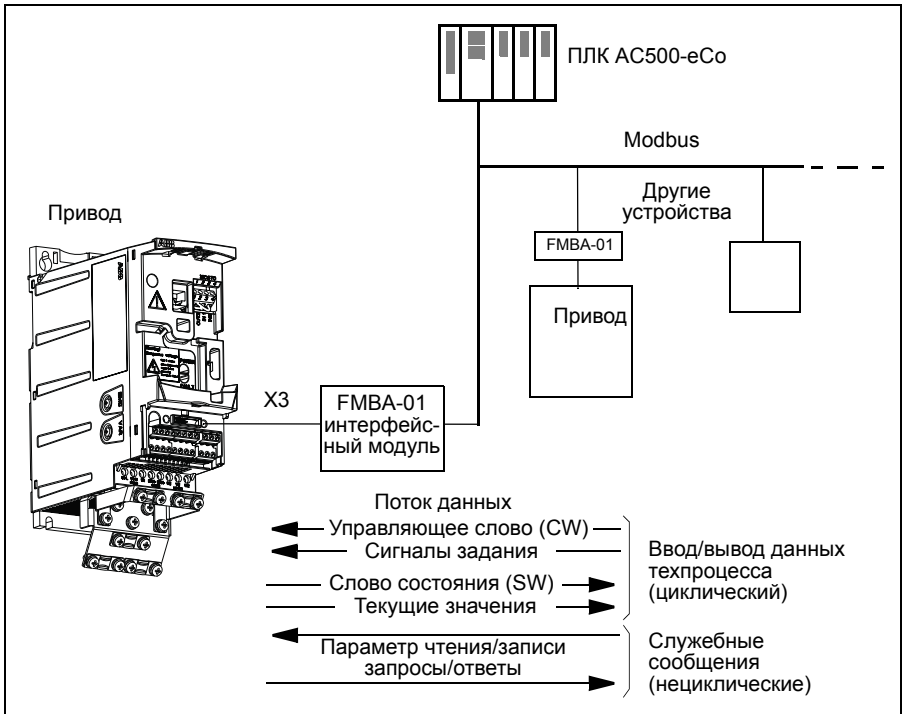 ПЛК AC500-eCo
Modbus
Другие
устройства
Привод
FMBA-01
Привод
X3
FMBA-01
интерфейс-
ный модуль
Поток данных
Управляющее слово (CW)
Сигналы задания
Слово состояния (SW)
Текущие значения
Ввод/вывод данных
техпроцесса
(циклический)
Параметр чтения/записи
запросы/ответы
Служебные
сообщения
(нециклические)